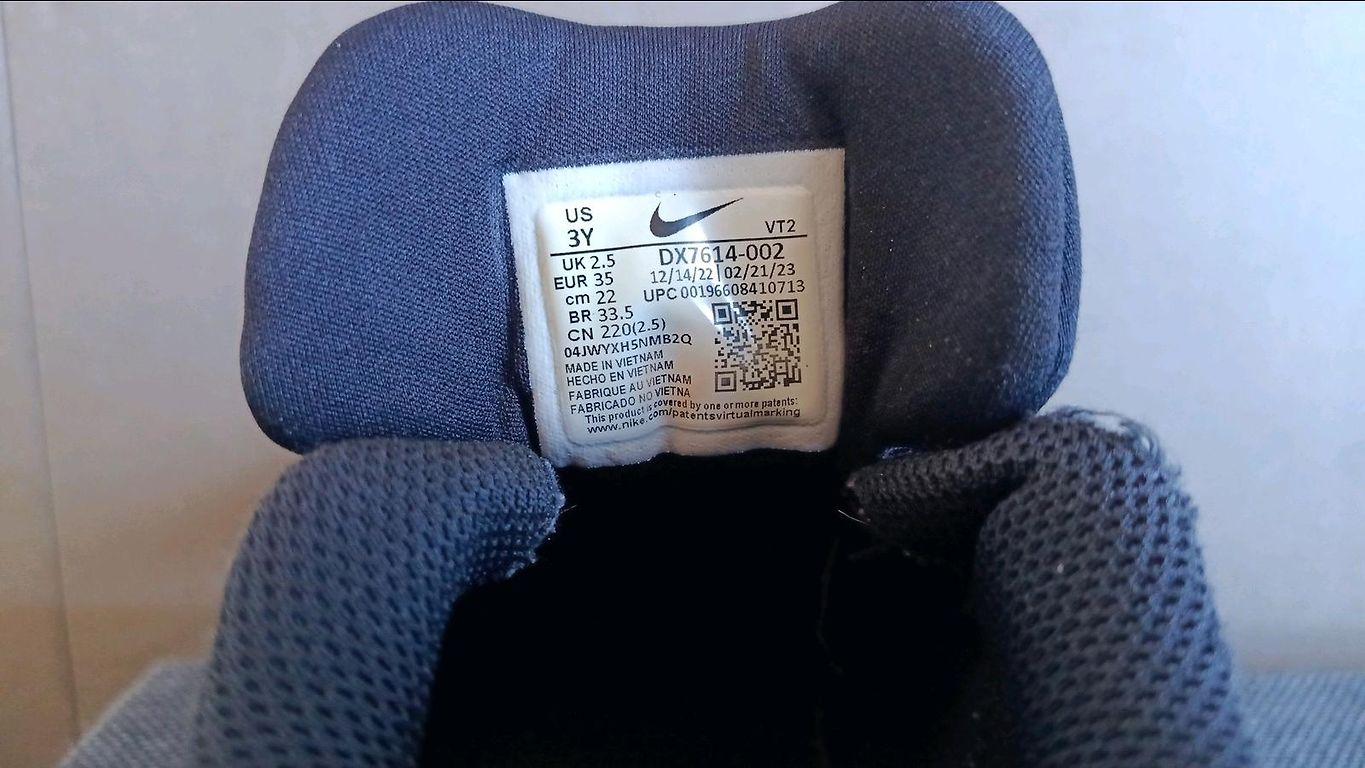 US
3Y
VT2
UK 2.5
DX7614-002
EUR 35
12/14/22 02/21/23
cm 22
UPC 00196608410713
BR 33.5
CN 220(2.5)
04JWYXH5NMB2Q
MADE IN VIETNAM
HECHO EN VIETNAM
FABRIQUE AU VIETNAM
FABRICADO NO VIETNA
This product is covered by one or more patents:
www.nike.com/patentsvirtualmarking